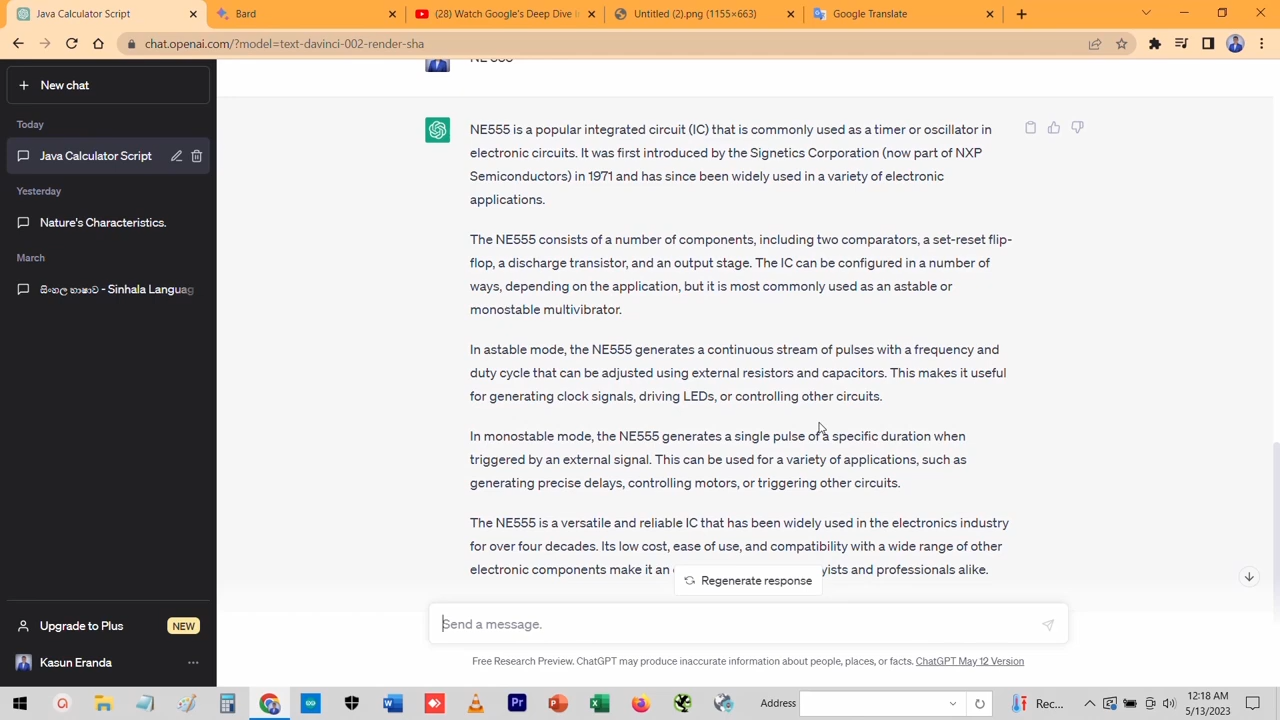 Java Calculator Script
Bard
(28) Watch Google's Deep Dive i
Untitled (2).png (1155×663)
Google Translate
chat.openai.com/?model=text-davinci-002-render-sha
New chat
Today
Java Calculator Script
Yesterday
Nature's Characteristics.
March
සිංහල භාෂාව - Sinhala Languag
Upgrade to Plus
NEW
Kasun Eranda
NE555 is a popular integrated circuit (IC) that is commonly used as a timer or oscillator in
electronic circuits. It was first introduced by the Signetics Corporation (now part of NXP
Semiconductors) in 1971 and has since been widely used in a variety of electronic
applications.
The NE555 consists of a number of components, including two comparators, a set-reset flip-
flop, a discharge transistor, and an output stage. The IC can be configured in a number of
ways, depending on the application, but it is most commonly used as an astable or
monostable multivibrator.
In astable mode, the NE555 generates a continuous stream of pulses with a frequency and
duty cycle that can be adjusted using external resistors and capacitors. This makes it useful
for generating clock signals, driving LEDs, or controlling other circuits.
In monostable mode, the NE555 generates a single pulse of a specific duration when
triggered by an external signal. This can be used for a variety of applications, such as
generating precise delays, controlling motors, or triggering other circuits.
The NE555 is a versatile and reliable IC that has been widely used in the electronics industry
for over four decades. Its low cost, ease of use, and compatibility with a wide range of other
electronic components make it an and professionals alike.
Regenerate response
Send a message.
Free Research Preview. ChatGPT may produce inaccurate information about people, places, or facts. ChatGPT May 12 Version
Address
Rec...
12:18 AM
5/13/2023